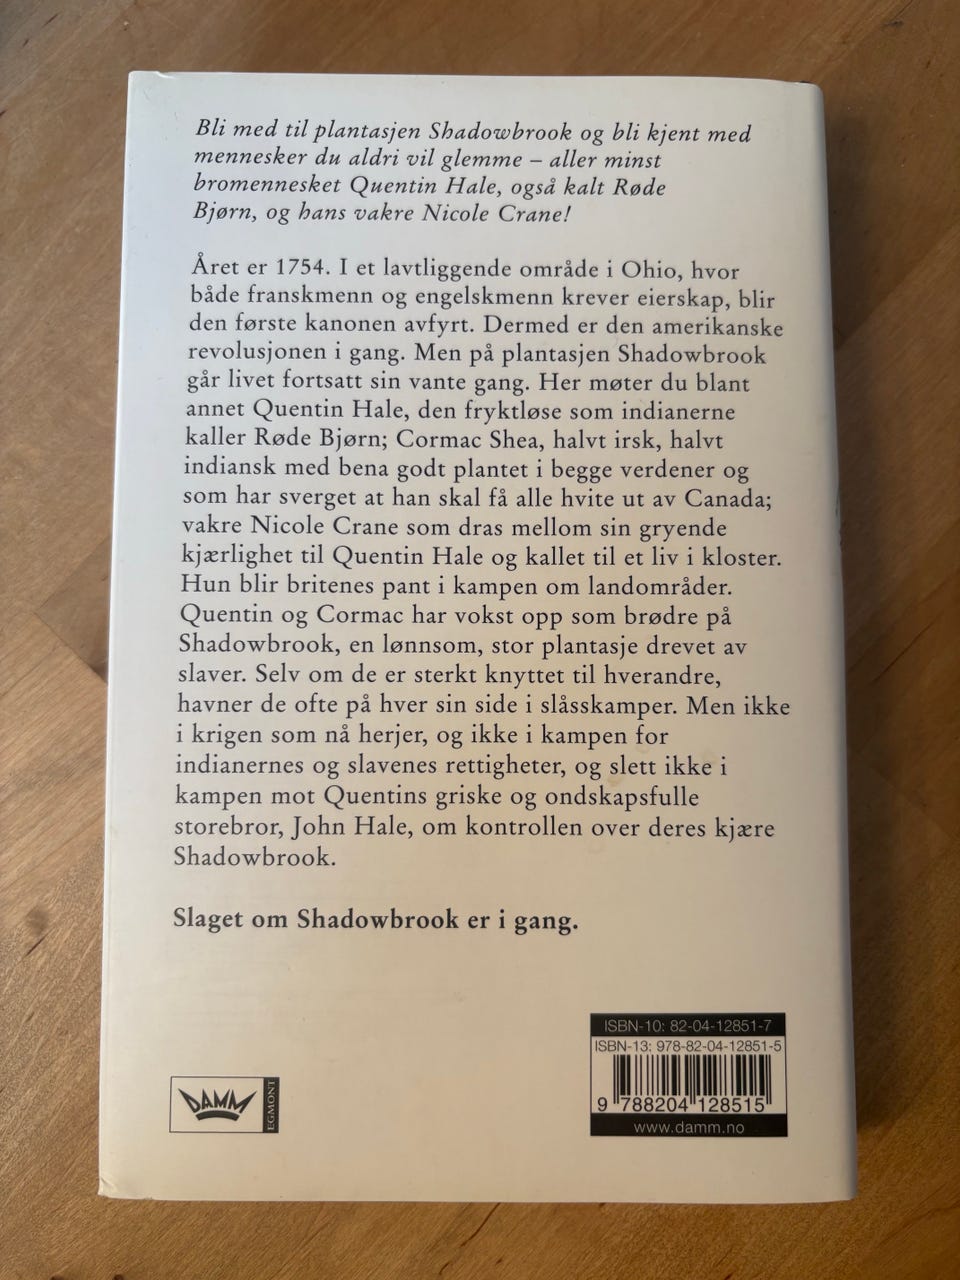 Bli med til plantasjen Shadowbrook og bli kjent med
mennesker du aldri vil glemme – aller minst
bromennesket Quentin Hale, også kalt Røde
Bjørn, og hans vakre Nicole Crane!
Året er 1754. I et lavtliggende område i Ohio, hvor
både franskmenn og engelskmenn krever eierskap, blir
den første kanonen avfyrt. Dermed er den amerikanske
revolusjonen i gang. Men på plantasjen Shadowbrook
går livet fortsatt sin vante gang. Her møter du blant
annet Quentin Hale, den fryktløse som indianerne
kaller Røde Bjørn; Cormac Shea, halvt irsk, halvt
indiansk med bena godt plantet i begge verdener og
som har sverget at han skal få alle hvite ut av Canada;
vakre Nicole Crane som dras mellom sin gryende
kjærlighet til Quentin Hale og kallet til et liv i kloster.
Hun blir britenes pant i kampen om landområder.
Quentin og Cormac har vokst opp som brødre på
Shadowbrook, en lønnsom, stor plantasje drevet av
slaver. Selv om de er sterkt knyttet til hverandre,
havner de ofte på hver sin side i slåsskamper. Men ikke
i krigen som nå herjer, og ikke i kampen for
indianernes og slavenes rettigheter, og slett ikke i
kampen mot Quentins griske og ondskapsfulle
storebror, John Hale, om kontrollen over deres kjære
Shadowbrook.
Slaget om Shadowbrook er i gang.
DAMM
EGMONT
ISBN-10: 82-04-12851-7
ISBN-13: 978-82-04-12851-5
9 788204 128515
www.damm.no